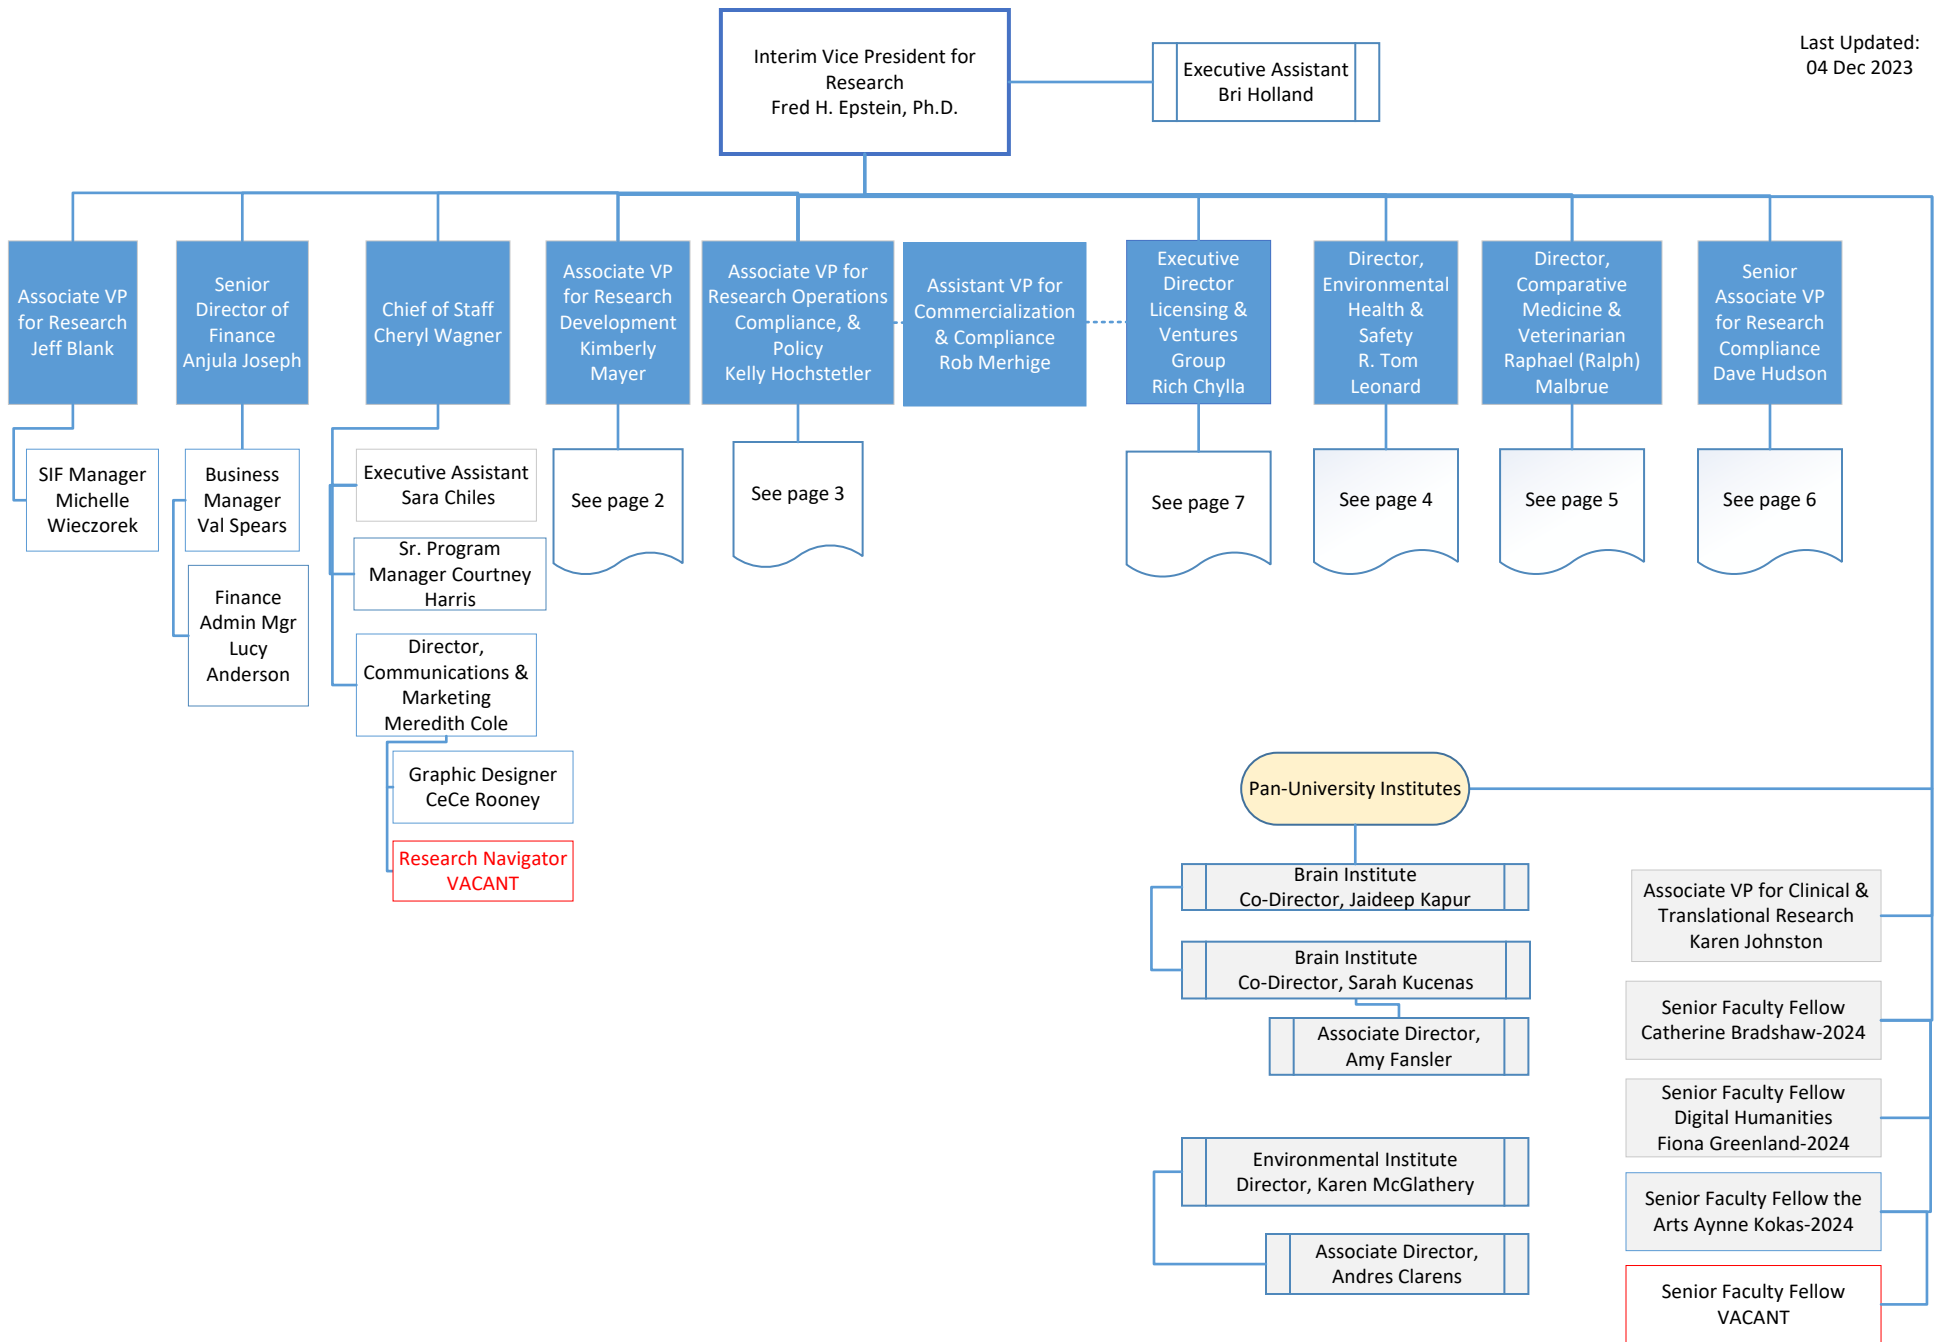 Interim Vice President for
Research
Fred H. Epstein, Ph.D.
Executive Assistant
Bri Holland
Last Updated:
04 Dec 2023
Associate VP
for Research
Jeff Blank
Senior
Director of
Finance
Anjula Joseph
Chief of Staff
Cheryl Wagner
Associate VP
for Research
Development
Kimberly
Mayer
Associate VP for
Research Operations
Compliance, &
Policy
Kelly Hochstetler
Assistant VP for
Commercialization
& Compliance
Rob Merhige
Executive
Director
Licensing &
Ventures
Group
Rich Chylla
Director,
Environmental
Health &
Safety
R. Tom
Leonard
Director,
Comparative
Medicine &
Veterinarian
Raphael (Ralph)
Malbrue
Senior
Associate VP
for Research
Compliance
Dave Hudson
SIF Manager
Michelle
Wieczorek
Business
Manager
Val Spears
Finance
Admin Mgr
Lucy
Anderson
Executive Assistant
Sara Chiles
Sr. Program
Manager Courtney
Harris
Director,
Communications &
Marketing
Meredith Cole
Graphic Designer
CeCe Rooney
Research Navigator
VACANT
See page 2
See page 3
See page 7
See page 4
See page 5
See page 6
Pan-University Institutes
Brain Institute
Co-Director, Jaideep Kapur
Brain Institute
Co-Director, Sarah Kucenas
Associate Director,
Amy Fansler
Environmental Institute
Director, Karen McGlathery
Associate Director,
Andres Clarens
Associate VP for Clinical &
Translational Research
Karen Johnston
Senior Faculty Fellow
Catherine Bradshaw-2024
Senior Faculty Fellow
Digital Humanities
Fiona Greenland-2024
Senior Faculty Fellow the
Arts Aynne Kokas-2024
Senior Faculty Fellow
VACANT